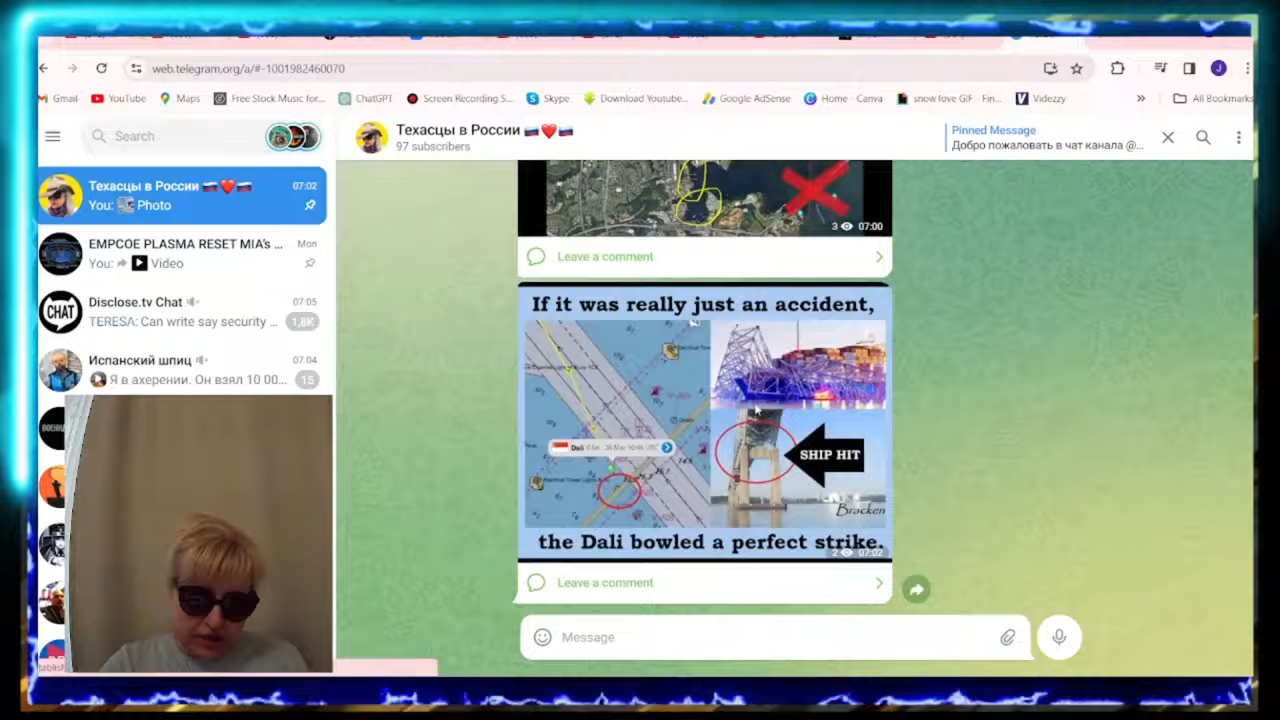 web.telegram.org/a/#-1001982460070
Gmail
YouTube
Maps
Free Stock Music for...
ChatGPT
Screen Recording S...
Skype
Download Youtube...
Google AdSense
Home - Canva
snow love GIF - Fin...
Videzzy
»
All Bookmarks
Search
Техасцы в России
97 subscribers
Pinned Message
Добро пожаловать в чат канала @...
Техасцы в России
07:02
You: Photo
EMPCOE PLASMA RESET MIA's ...
Mon
You: Video
Disclose.tv Chat
07:05
TERESA: Can write say security ...
1,8K
CHAT
Испанский шпиц
07:04
Я в ахерении. Он взял 10 00...
15
3 07:00
Leave a comment
If it was really just an accident,
Dali
SHIP HIT
Bracken
the Dali bowled a perfect strike.
2 07:02
Leave a comment
Message